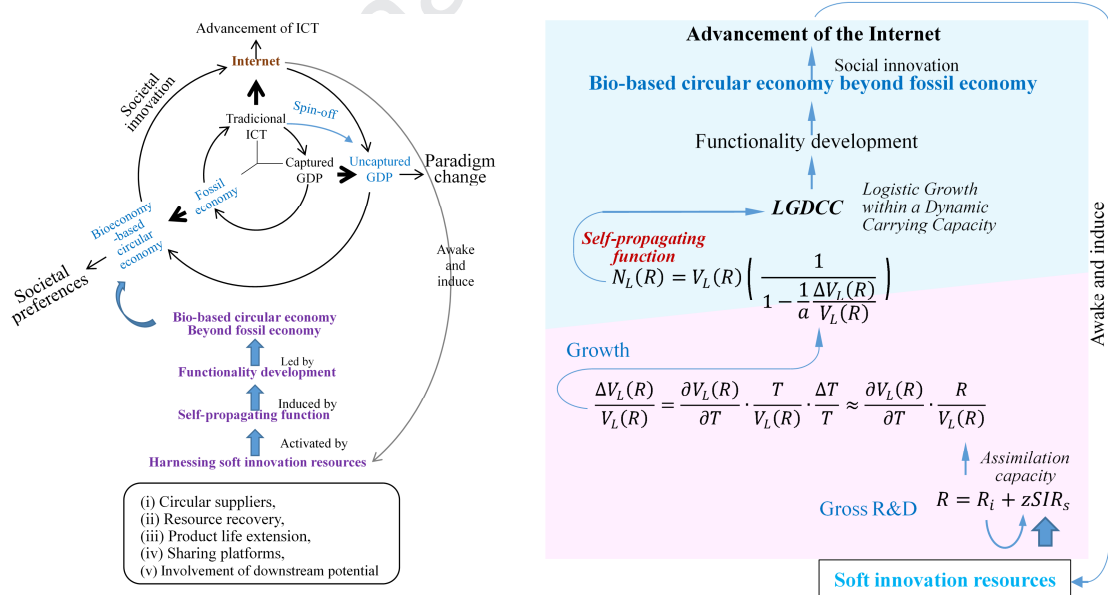 Advancement of ICT
Internet
Societal
innovation
Spin-off
Tradicional
ICT
Captured
GDP
Uncaptured
GDP
Paradigm
change
Fossil
economy
Bioeconomy
-based
circular
economy
Societal
preferences
Awake
and
induce
Bio-based circular economy
Beyond fossil economy
Led by
Functionality development
Induced by
Self-propagating function
Activated by
Harnessing soft innovation resources
(i) Circular suppliers,
(ii) Resource recovery,
(iii) Product life extension,
(iv) Sharing platforms,
(v) Involvement of downstream potential
Advancement of the Internet
Social innovation
Bio-based circular economy beyond fossil economy
Functionality development
LGDCC
Logistic Growth
within a Dynamic
Carrying Capacity
Self-propagating
function
N_L(R) = V_L(R) ( 1 / (1 − (1/a) (ΔV_L(R) / V_L(R))) )
Growth
ΔV_L(R) / V_L(R) = ∂V_L(R) / ∂T · T / V_L(R) · ΔT / T ≈ ∂V_L(R) / ∂T · R / V_L(R)
Assimilation
capacity
Gross R&D
R = R_i + zSIR_s
Soft innovation resources
Awake and induce